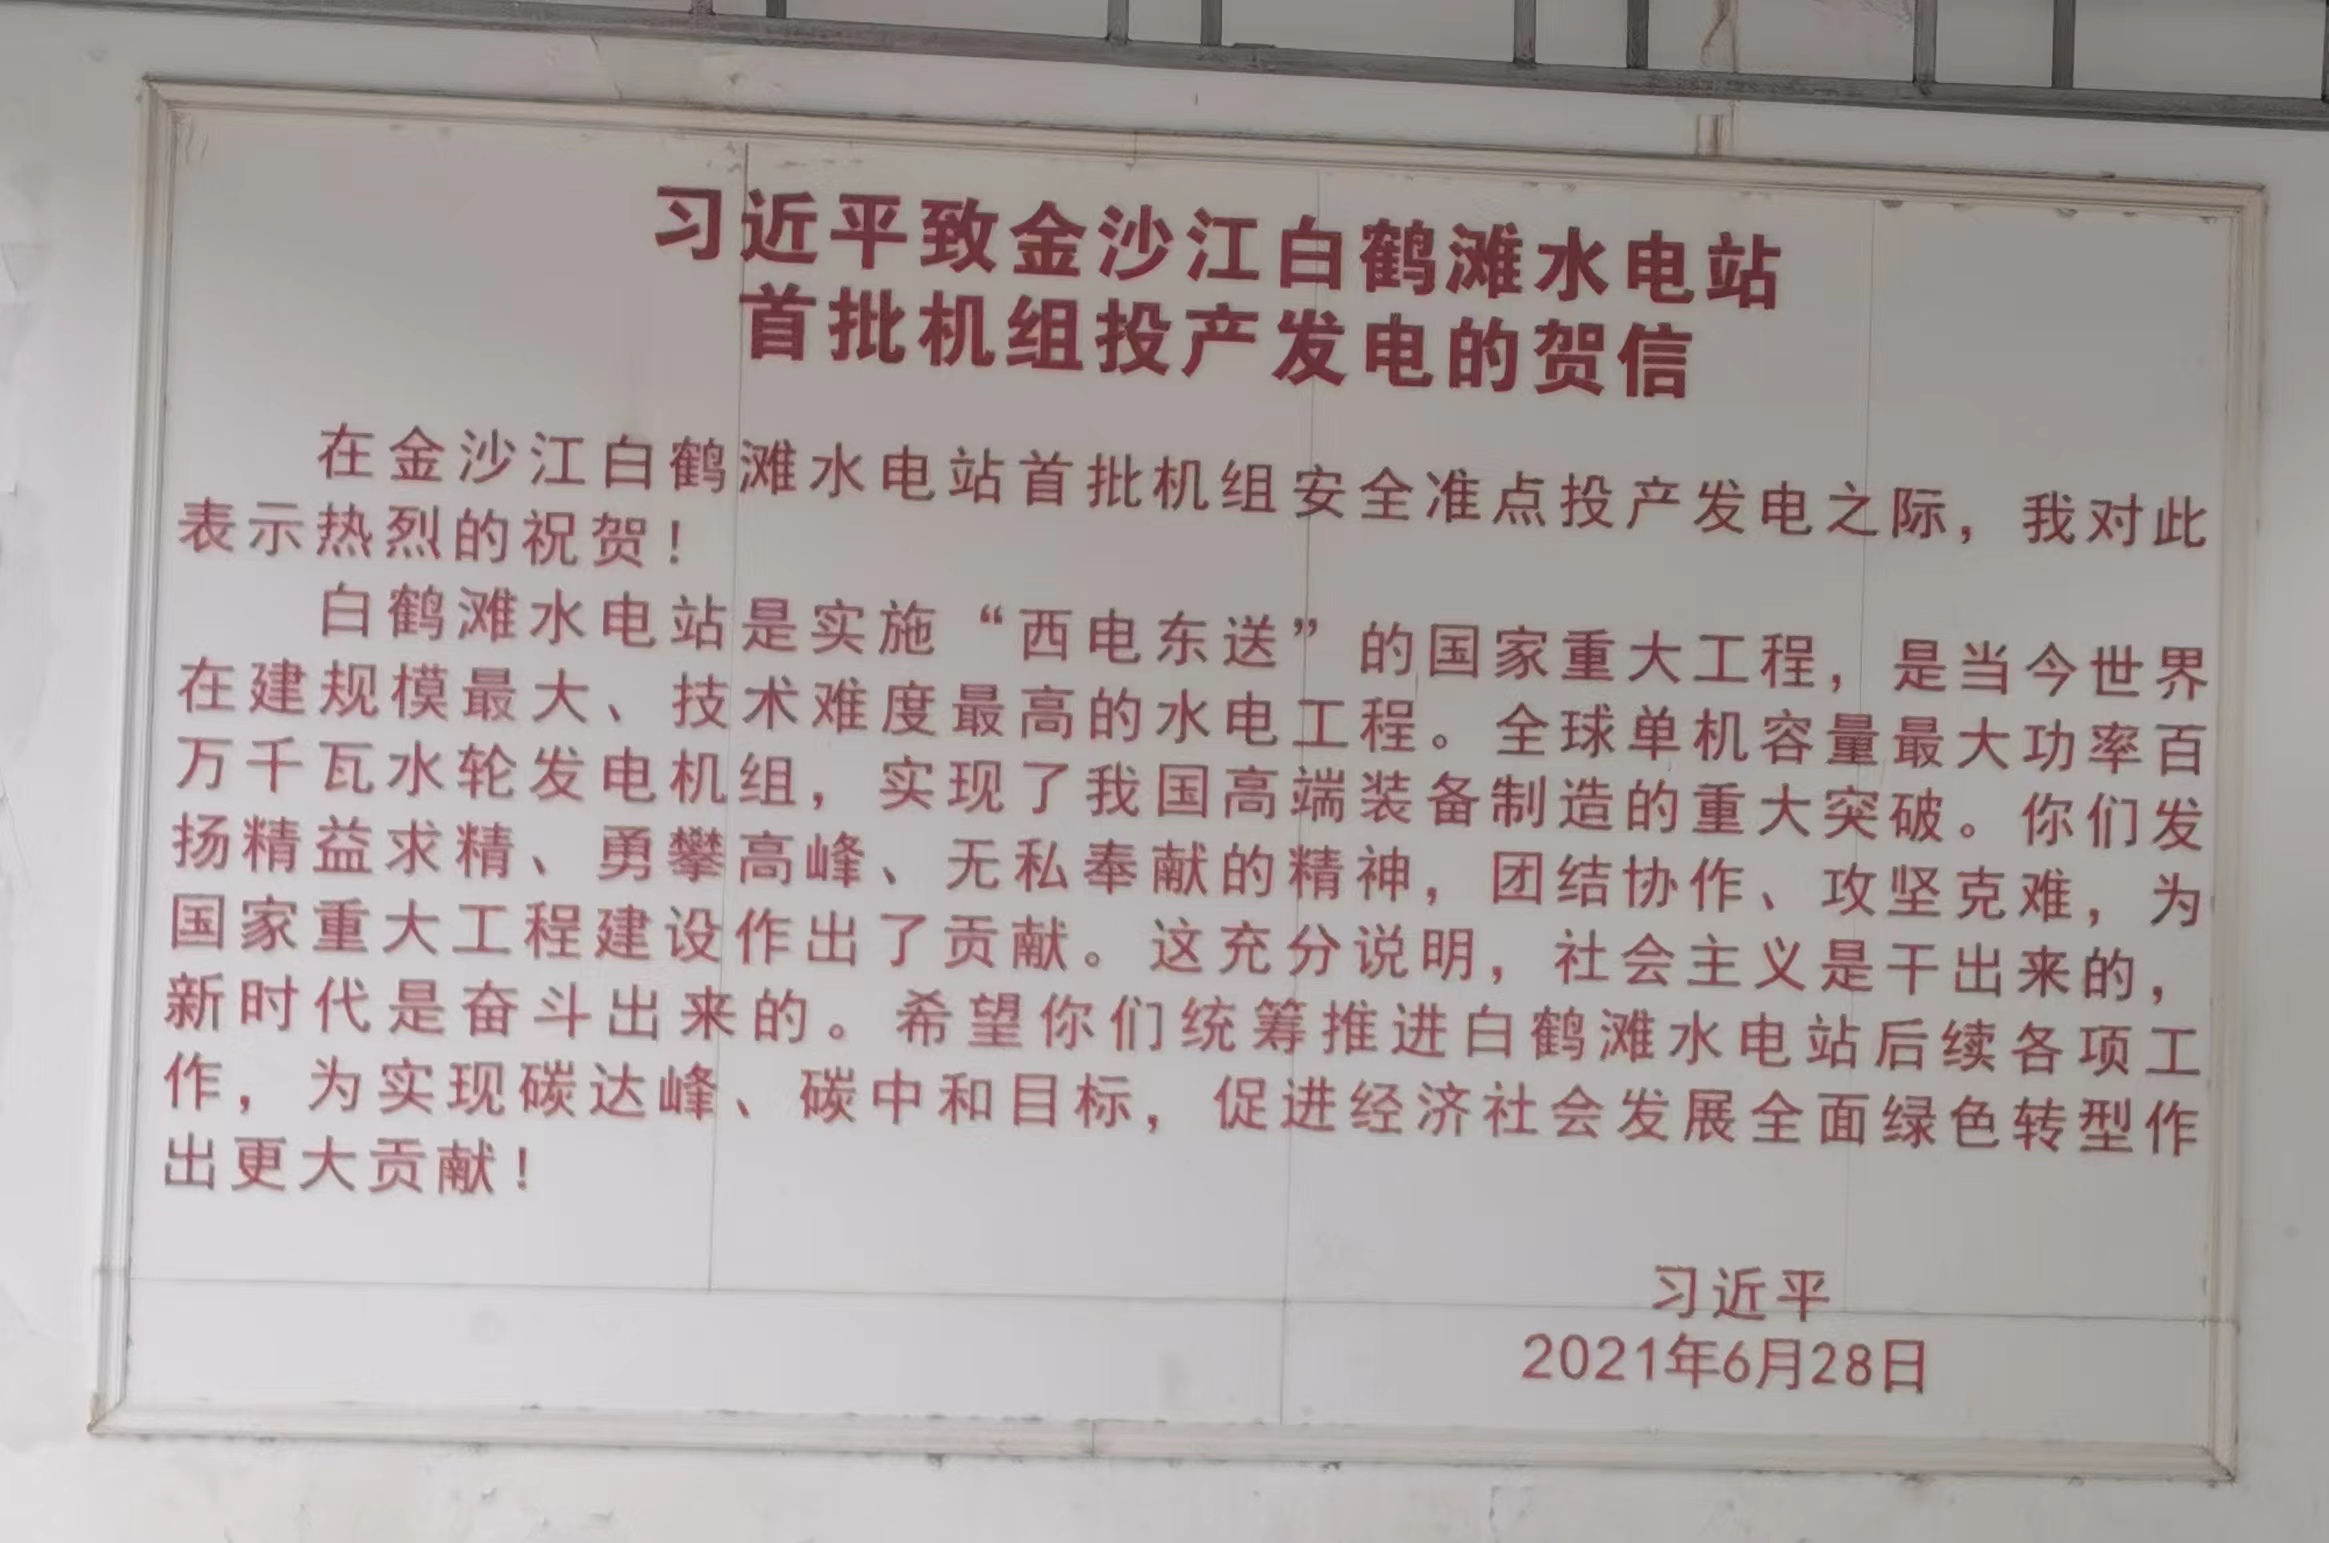 习近平致金沙江白鹤滩水电站
首批机组投产发电的贺信
在金沙江白鹤滩水电站首批机组安全准点投产发电之际，我对此
表示热烈的祝贺！
白鹤滩水电站是实施“西电东送”的国家重大工程，是当今世界
在建规模最大、技术难度最高的水电工程。全球单机容量最大功率百
万千瓦水轮发电机组，实现了我国高端装备制造的重大突破。你们发
扬精益求精、勇攀高峰、无私奉献的精神，团结协作、攻坚克难，为
国家重大工程建设作出了贡献。这充分说明，社会主义是干出来的，
新时代是奋斗出来的。希望你们统筹推进白鹤滩水电站后续各项工
作，为实现碳达峰、碳中和目标，促进经济社会发展全面绿色转型作
出更大贡献！
习近平
2021年6月28日